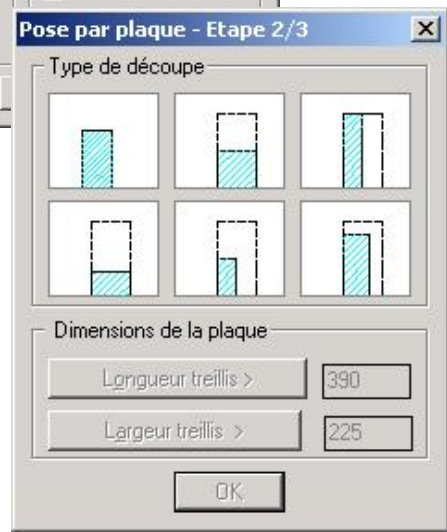 Pose par plaque - Etape 2/3
Type de découpe
Dimensions de la plaque
Longueur treillis >
390
Largeur treillis >
225
OK